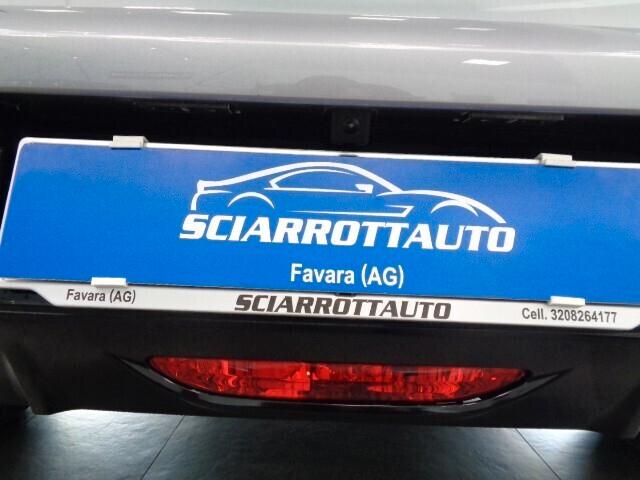 SCIARROTTAUTO
Favara (AG)
Favara (AG) SCIARROTTAUTO Cell. 3208264177